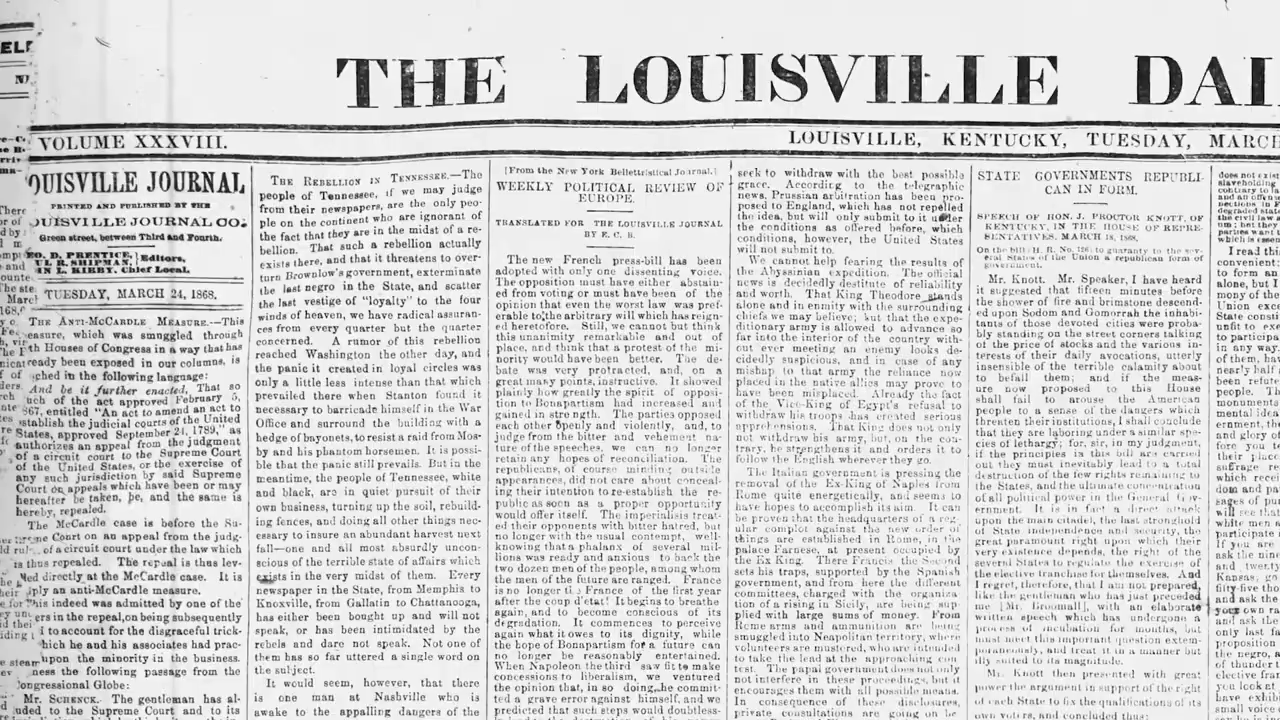 THE LOUISVILLE DAI
VOLUME XXXVIII.
LOUISVILLE, KENTUCKY, TUESDAY, MARCH
OUISVILLE JOURNAL
PRINTED AND PUBLISHED BY THE
OUISVILLE JOURNAL CO.
Green street, between Third and Fourth.
EO. D. PRENTICE,
R. SHIPMAN, Editors,
N L. KIRBY, Chief Local.
TUESDAY, MARCH 24, 1868.
THE ANTI-MCCARDLE MEASURE.—This
easure, which was smuggled through
th Houses of Congress in a way that has
ready been exposed in our columns, is
ched in the following language:
And be it further enacted, That so
uch of the act approved February 5,
867, entitled "An act to amend an act to
establish the judicial courts of the United
States, approved September 24, 1789," as
authorizes an appeal from the judgment
of a circuit court to the Supreme Court
of the United States, or the exercise of
any such jurisdiction by said Supreme
Court on appeals which have been or may
hereafter be taken, be, and the same is
hereby, repealed.
The McCardle case is before the Su-
Court on an appeal from the judg-
of a circuit court under the law which
is thus repealed. The repeal is thus lev-
led directly at the McCardle case. It is
ply an anti-McCardle measure.
This indeed was admitted by one of the
ers in the repeal, on being subsequently
to account for the disgraceful trick-
hich he and his associates had prac-
upon the minority in the business.
ness the following passage from the
ongressional Globe:
Mr. SCHENCK. The gentleman has al-
luded to the Supreme Court, and to its
THE REBELLION IN TENNESSEE.—The
people of Tennessee, if we may judge
from their newspapers, are the only peo-
ple on the continent who are ignorant of
the fact that they are in the midst of a re-
bellion. That such a rebellion actually
exists there, and that it threatens to over-
turn Brownlow's government, exterminate
the last negro in the State, and scatter
the last vestige of "loyalty" to the four
winds of heaven, we have radical assuran-
ces from every quarter but the quarter
concerned. A rumor of this rebellion
reached Washington the other day, and
the panic it created in loyal circles was
only a little less intense than that which
prevailed there when Stanton found it
necessary to barricade himself in the War
Office and surround the building with a
hedge of bayonets, to resist a raid from Mos-
by and his phantom horsemen. It is possi-
ble that the panic still prevails. But in the
meantime, the people of Tennessee, white
and black, are in quiet pursuit of their
own business, turning up the soil, rebuild-
ing fences, and doing all other things nec-
essary to insure an abundant harvest next
fall—one and all most absurdly uncon-
scious of the terrible state of affairs which
exists in the very midst of them. Every
newspaper in the State, from Memphis to
Knoxville, from Gallatin to Chattanooga,
has either been bought up and will not
speak, or has been intimidated by the
rebels and dare not speak. Not one of
them has so far uttered a single word on
the subject.
It would seem, however, that there
is one man at Nashville who is
awake to the appalling dangers of the
[From the New York Bellettristical Journal.]
WEEKLY POLITICAL REVIEW OF
EUROPE.
TRANSLATED FOR THE LOUISVILLE JOURNAL
BY E. C. B.
The new French press-bill has been
adopted with only one dissenting voice.
The opposition must have either abstain-
ed from voting or must have been of the
opinion that even the worst law was pref-
erable to the arbitrary will which has reign-
ed heretofore. Still, we cannot but think
this unanimity remarkable and out of
place, and think that a protest of the mi-
nority would have been better. The de-
bate was very protracted, and, on a
great many points, instructive. It showed
plainly how greatly the spirit of opposi-
tion to Bonapartism had increased and
gained in strength. The parties opposed
each other openly and violently, and, to
judge from the bitter and vehement na-
ture of the speeches, we can no longer
retain any hopes of reconciliation. The
republicans, of course minding outside
appearances, did not care about conceal-
ing their intention to re-establish the re-
public as soon as a proper opportunity
would offer itself. The imperialists treat-
ed their opponents with bitter hatred, but
no longer with the usual contempt, well-
knowing that a phalanx of several mil-
lions was ready and anxious to back the
two dozen men of the people, among whom
the men of the future are ranged. France
is no longer the France of the first year
after the coup d'etat! It begins to breathe
again, and to become conscious of its
degradation. It commences to perceive
again what it owes to its dignity, while
the hope of Bonapartism for a future can
no longer be reasonably entertained.
When Napoleon the third saw fit to make
concessions to liberalism, we ventured
the opinion that, in so doing, he commit-
ted a grave error against himself, and we
predicted that such steps would doubtless-
seek to withdraw with the best possible
grace. According to the telegraphic
news, Prussian arbitration has been pro-
posed to England, which has not repelled
the idea, but will only submit to it under
the conditions as offered before, which
conditions, however, the United States
will not submit to.
We cannot help fearing the results of
the Abyssinian expedition. The official
news is decidedly destitute of reliability
and worth. That King Theodore stands
alone and in enmity with the surrounding
chiefs we may believe; but that the expe-
ditionary army is allowed to advance so
far into the interior of the country with-
out ever meeting an enemy looks de-
cidedly suspicious, and in case of any
mishap to that army the reliance now
placed in the native allies may prove to
have been misplaced. Already the fact
of the Vice-King of Egypt's refusal to
withdraw his troops has created serious
apprehensions. That King does not only
not withdraw his army, but, on the con-
trary, he strengthens it and orders it to
follow the English wherever they go.
The Italian government is pressing the
removal of the Ex-King of Naples from
Rome quite energetically, and seems to
have hopes to accomplish its aim. It can
be proven that the headquarters of a reg-
ular complot against the new order of
things are established in Rome, in the
palace Farnese, at present occupied by
the Ex King. There Francis the Second
sets his traps, supported by the Spanish
government, and from here the different
committees, charged with the organiza-
tion of a rising in Sicily, are being sup-
plied with large sums of money. From
Rome arms and ammunition are being
smuggled into Neapolitan territory, where
volunteers are mustered, who are intended
to take the lead at the approaching con-
test. The papal government does not only
not interfere in these proceedings, but it
encourages them with all possible means.
In consequence of these disclosures,
private consultations are going on be-
STATE GOVERNMENTS REPUBLI-
CAN IN FORM.
SPEECH OF HON. J. PROCTOR KNOTT, OF
KENTUCKY, IN THE HOUSE OF REPRE-
SENTATIVES, MARCH 18, 1868,
On the bill (H. R. No. 126) to guaranty to the sev-
eral States of the Union a republican form of
government.
Mr. Knott. Mr. Speaker, I have heard
it suggested that fifteen minutes before
the shower of fire and brimstone descend-
ed upon Sodom and Gomorrah the inhabi-
tants of those devoted cities were proba-
bly standing on the street corners talking
of the price of stocks and the various in-
terests of their daily avocations, utterly
insensible of the terrible calamity about
to befall them; and if the meas-
ure now proposed to this House
shall fail to arouse the American
people to a sense of the dangers which
threaten their institutions, I shall conclude
that they are laboring under a similar spe-
cies of lethargy; for, sir, in my judgment,
if the principles in this bill are carried
out they must inevitably lead to a total
destruction of the few rights remaining to
the States, and the ultimate concentration
of all political power in the General Gov-
ernment. It is in fact a direct attack
upon the main citadel, the last stronghold
of State independence and security, the
great paramount right upon which their
very existence depends, the right of the
several States to regulate the exercise of
the elective franchise for themselves. And
I regret, therefore, that I am not prepared,
like the gentleman who has just preceded
me [Mr. Broomall], with an elaborate
written speech which has undergone a
process of incubation for months, but
must meet this important question extem-
poraneously, and treat it in a manner but
illy suited to its magnitude.
Mr. Knott then presented with great
power the argument in support of the right
of each State to fix the qualifications of its
own voters, and concluded thus: